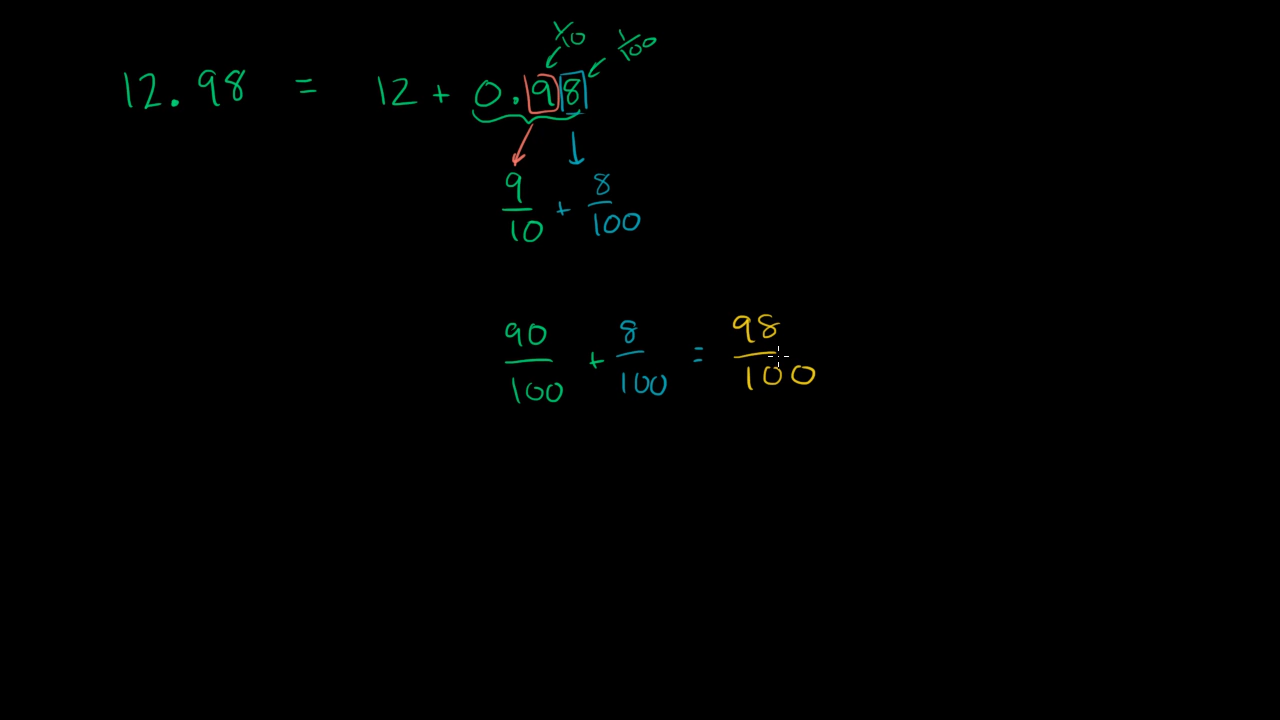 1/10 1/100
12.98 = 12 + 0.98
9/10 + 8/100
90/100 + 8/100 = 98/100